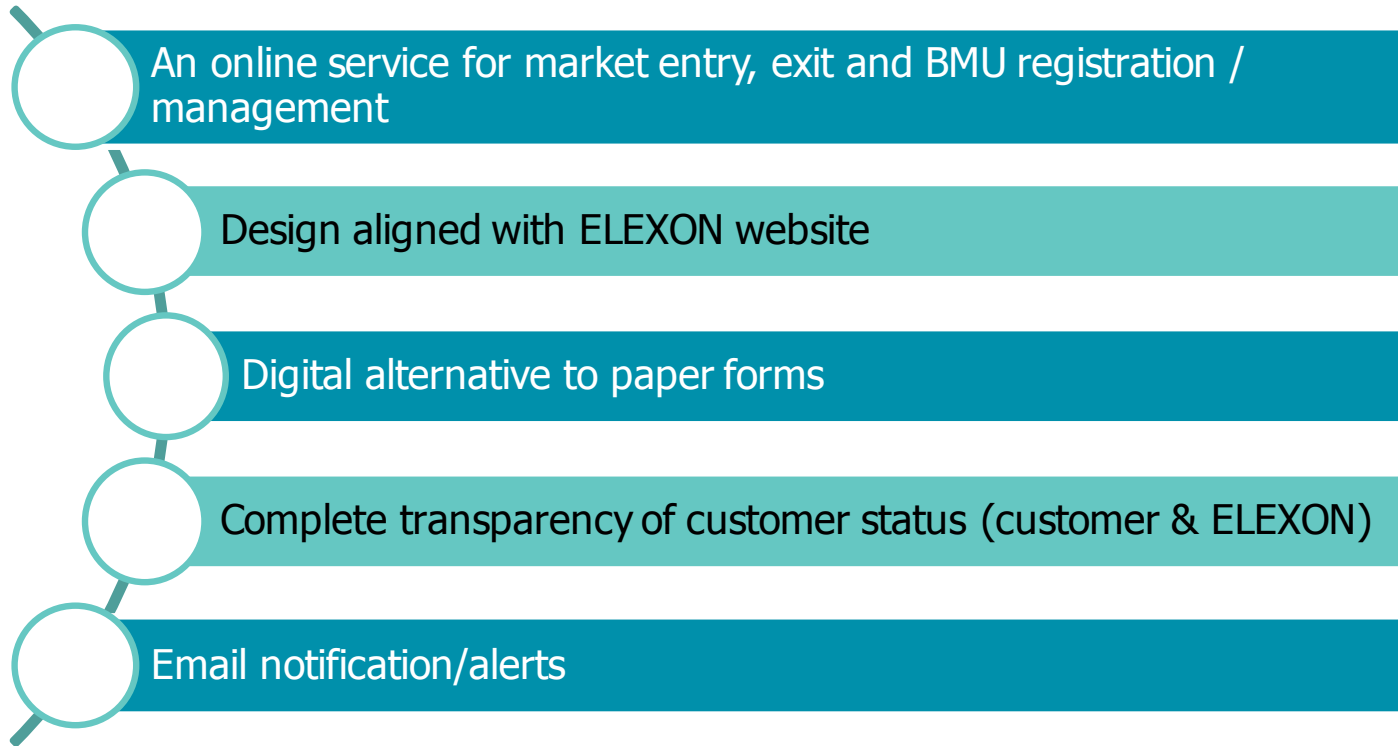 An online service for market entry, exit and BMU registration /
management
Design aligned with ELEXON website
Digital alternative to paper forms
Complete transparency of customer status (customer & ELEXON)
Email notification/alerts